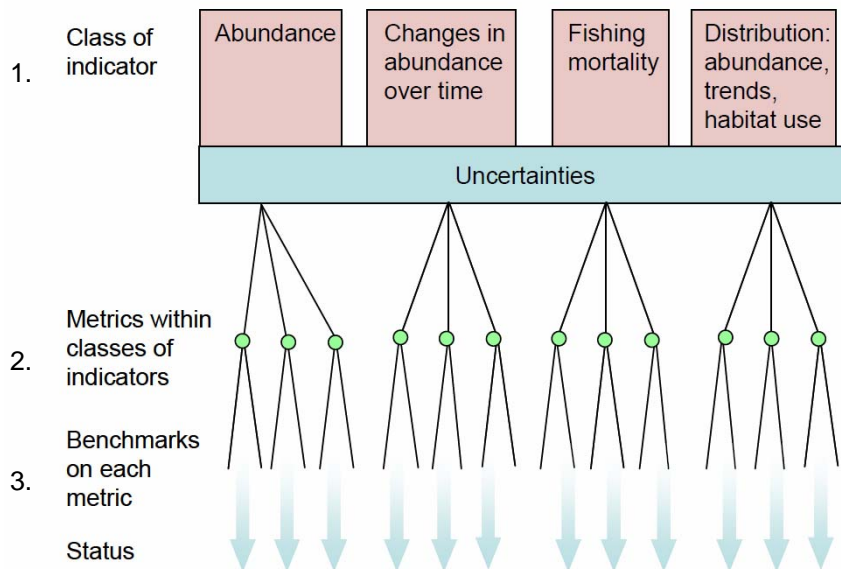 1.
Class of
indicator
Abundance
Changes in
abundance
over time
Fishing
mortality
Distribution:
abundance,
trends,
habitat use
Uncertainties
2.
Metrics within
classes of
indicators
3.
Benchmarks
on each
metric
Status